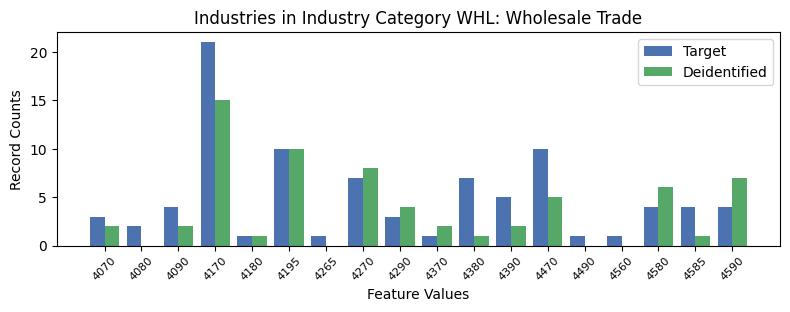 Industries in Industry Category WHL: Wholesale Trade
Target
Deidentified
Record Counts
20
15
10
5
0
4070 4080 4090 4170 4180 4195 4265 4270 4290 4370 4380 4390 4470 4490 4560 4580 4585 4590
Feature Values